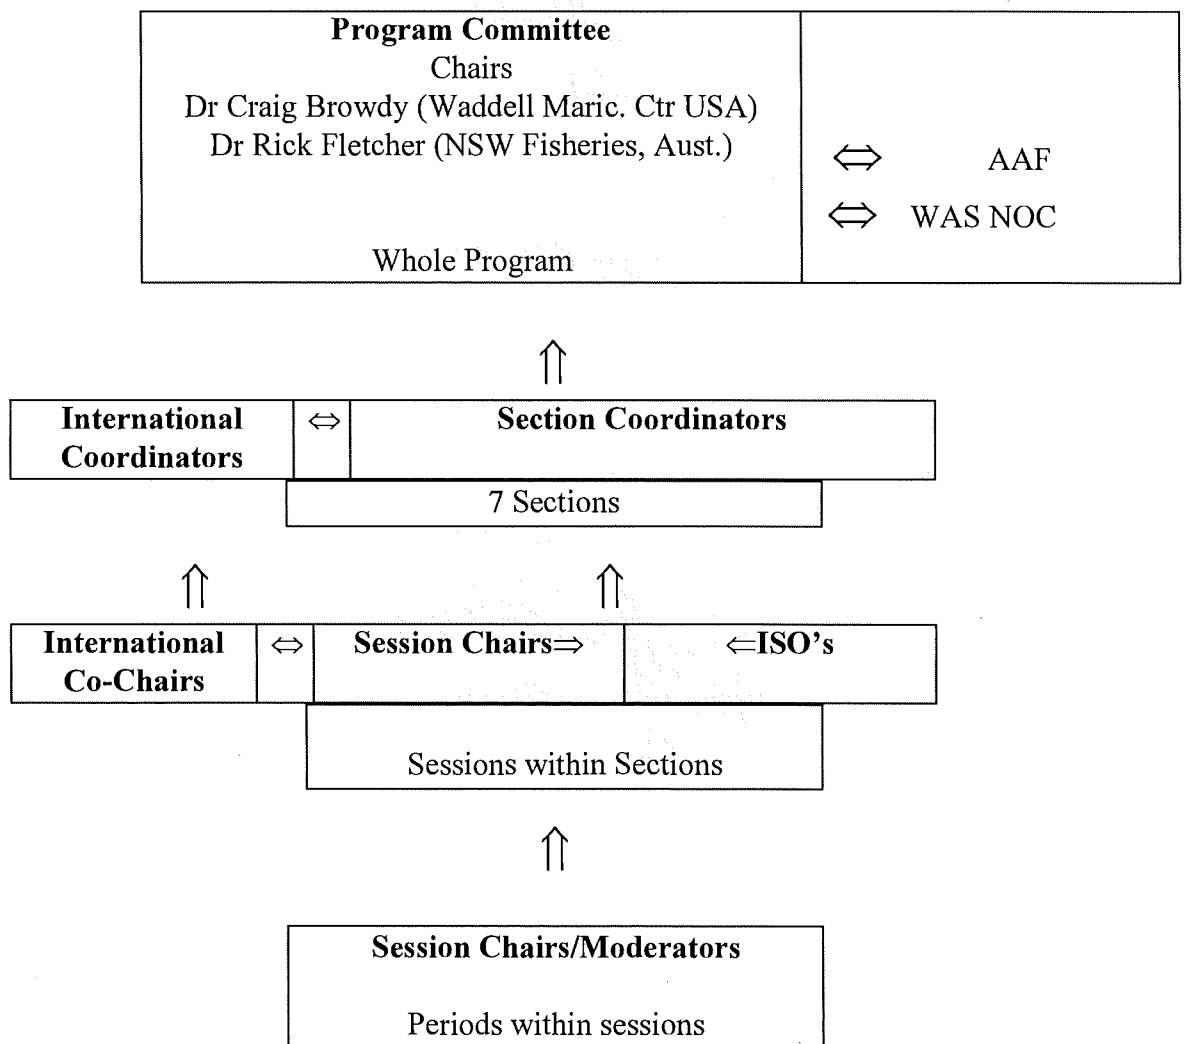 Program Committee
Chairs
Dr Craig Browdy (Waddell Maric. Ctr USA)
Dr Rick Fletcher (NSW Fisheries, Aust.)
Whole Program
⇔ AAF
⇔ WAS NOC
⇑
International
Coordinators
⇔
Section Coordinators
7 Sections
⇑ ⇑
International
Co-Chairs
⇔
Session Chairs⇒
⇐ISO's
Sessions within Sections
⇑
Session Chairs/Moderators
Periods within sessions